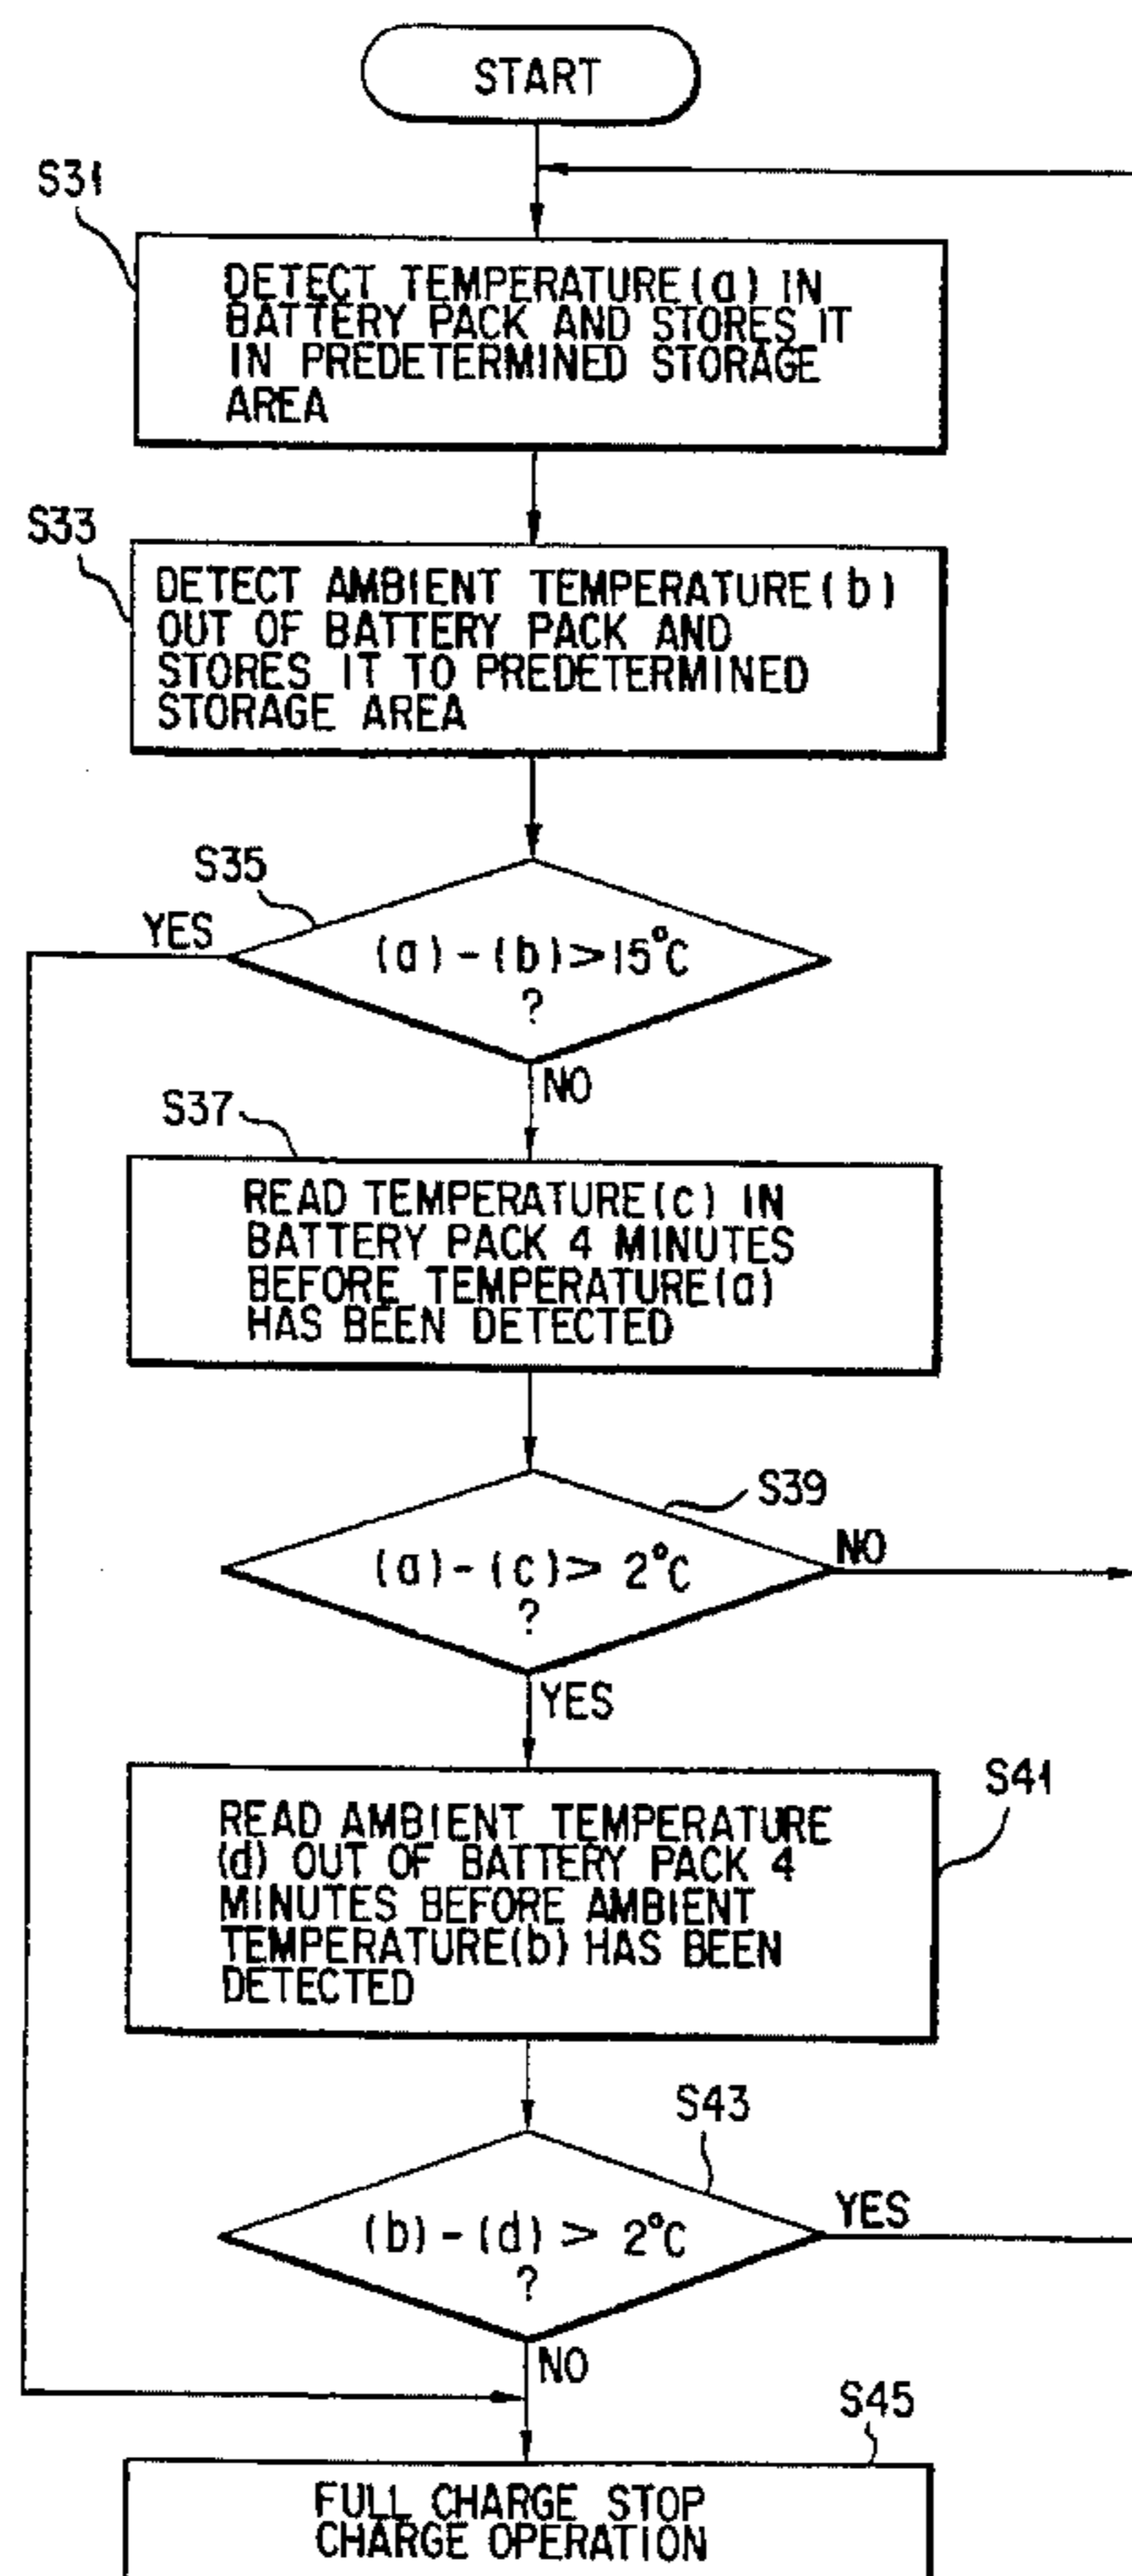 START
S31
DETECT TEMPERATURE(a) IN
BATTERY PACK AND STORES IT
IN PREDETERMINED STORAGE
AREA
S33
DETECT AMBIENT TEMPERATURE(b)
OUT OF BATTERY PACK AND
STORES IT TO PREDETERMINED
STORAGE AREA
S35
YES
(a)-(b)>15°C
?
NO
S37
READ TEMPERATURE(c) IN
BATTERY PACK 4 MINUTES
BEFORE TEMPERATURE(a)
HAS BEEN DETECTED
S39
(a)-(c)> 2°C
?
NO
YES
S41
READ AMBIENT TEMPERATURE
(d) OUT OF BATTERY PACK 4
MINUTES BEFORE AMBIENT
TEMPERATURE(b) HAS BEEN
DETECTED
S43
(b)-(d)> 2°C
?
YES
NO
S45
FULL CHARGE STOP
CHARGE OPERATION